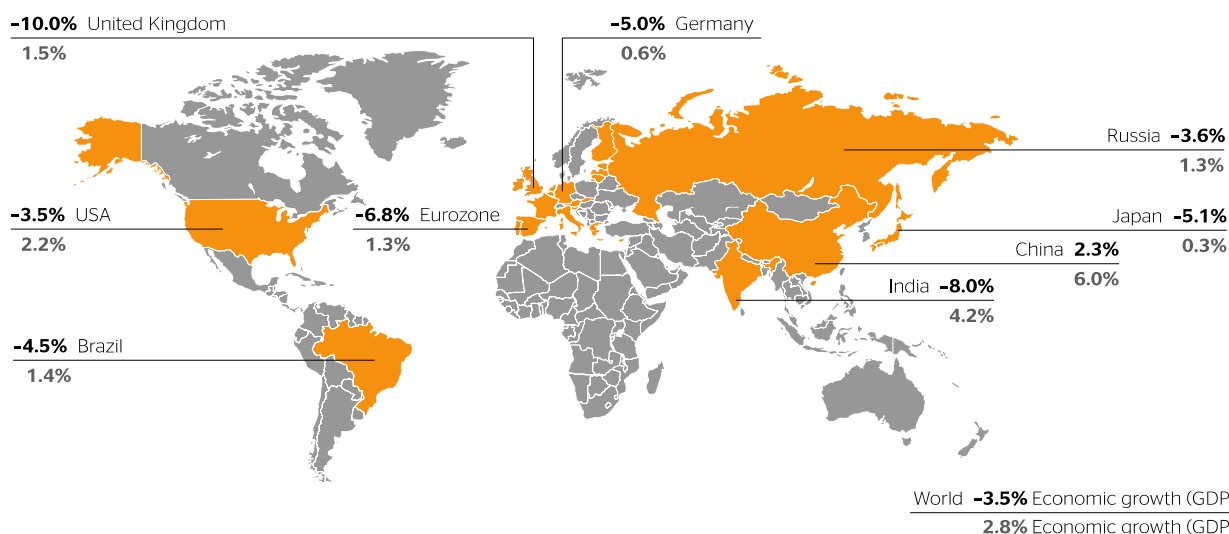 –10.0% United Kingdom
1.5%
–5.0% Germany
0.6%
Russia –3.6%
1.3%
–3.5% USA
2.2%
–6.8% Eurozone
1.3%
Japan –5.1%
0.3%
China 2.3%
6.0%
India –8.0%
4.2%
–4.5% Brazil
1.4%
World –3.5% Economic growth (GDP
2.8% Economic growth (GDP